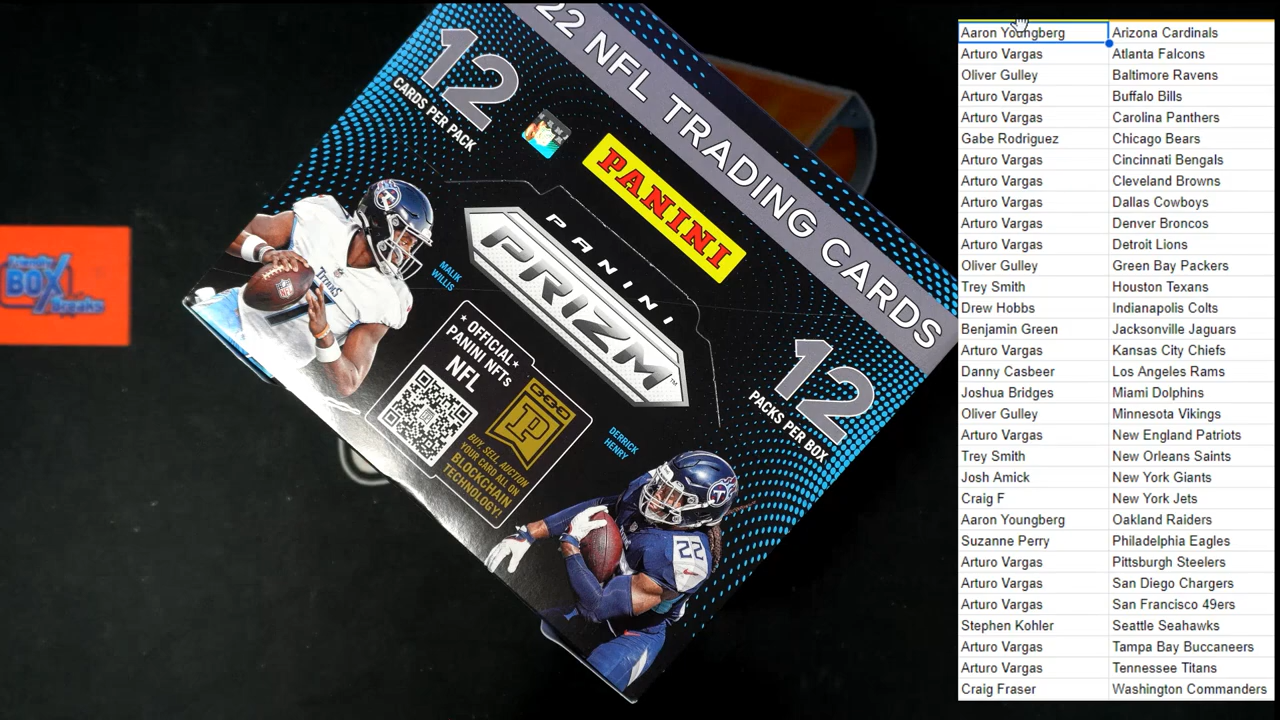 22 NFL TRADING CARDS
12
CARDS PER PACK
PANINI
PANINI
PRIZM
MALIK
WILLIS
TITANS
★ OFFICIAL ★
PANINI NFTs
NFL
P
BUY, SELL, AUCTION
YOUR CARD ALL ON
BLOCKCHAIN
TECHNOLOGY!
12
PACKS PER BOX
DERRICK
HENRY
22
BOX
Breaks
Aaron Youngberg Arizona Cardinals
Arturo Vargas Atlanta Falcons
Oliver Gulley Baltimore Ravens
Arturo Vargas Buffalo Bills
Arturo Vargas Carolina Panthers
Gabe Rodriguez Chicago Bears
Arturo Vargas Cincinnati Bengals
Arturo Vargas Cleveland Browns
Arturo Vargas Dallas Cowboys
Arturo Vargas Denver Broncos
Arturo Vargas Detroit Lions
Oliver Gulley Green Bay Packers
Trey Smith Houston Texans
Drew Hobbs Indianapolis Colts
Benjamin Green Jacksonville Jaguars
Arturo Vargas Kansas City Chiefs
Danny Casbeer Los Angeles Rams
Joshua Bridges Miami Dolphins
Oliver Gulley Minnesota Vikings
Arturo Vargas New England Patriots
Trey Smith New Orleans Saints
Josh Amick New York Giants
Craig F New York Jets
Aaron Youngberg Oakland Raiders
Suzanne Perry Philadelphia Eagles
Arturo Vargas Pittsburgh Steelers
Arturo Vargas San Diego Chargers
Arturo Vargas San Francisco 49ers
Stephen Kohler Seattle Seahawks
Arturo Vargas Tampa Bay Buccaneers
Arturo Vargas Tennessee Titans
Craig Fraser Washington Commanders